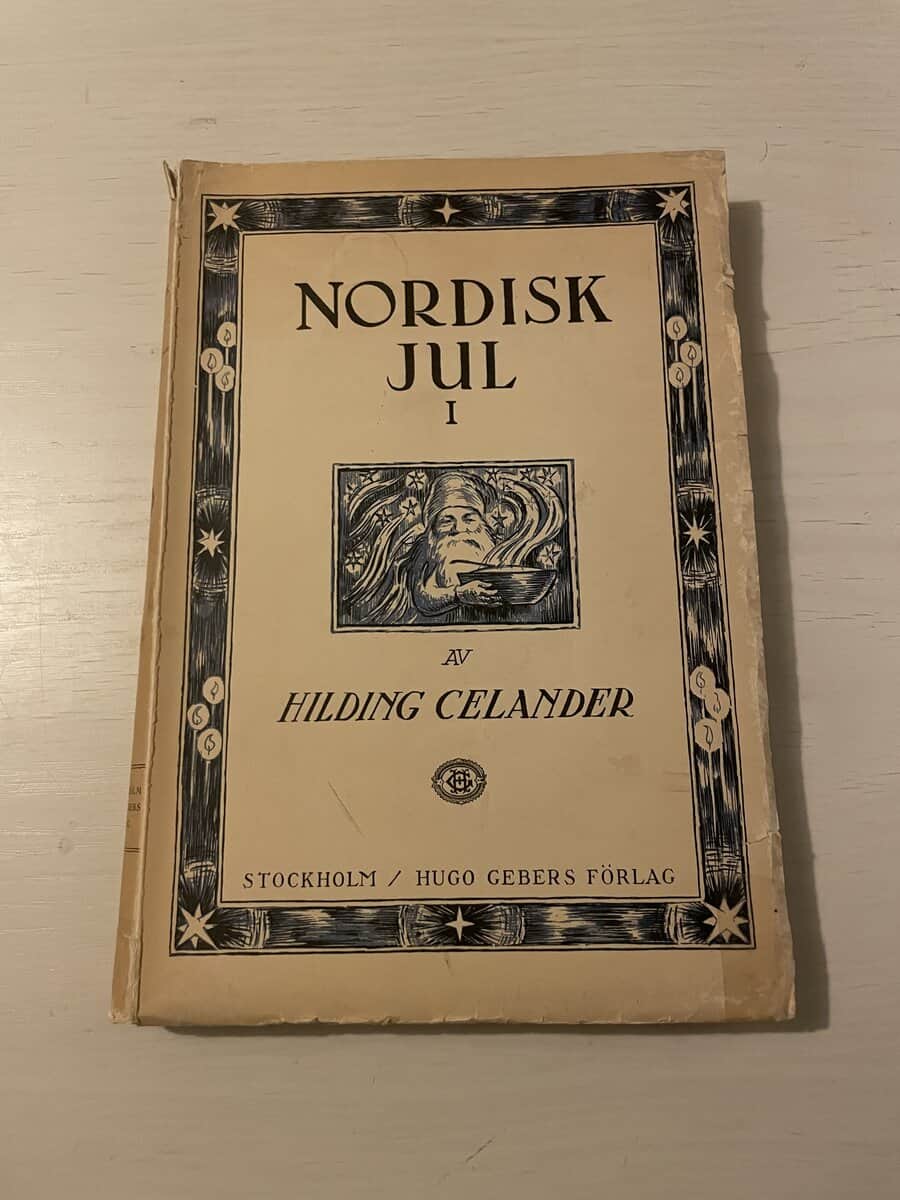 NORDISK
JUL
I
AV
HILDING CELANDER
STOCKHOLM / HUGO GEBERS FÖRLAG